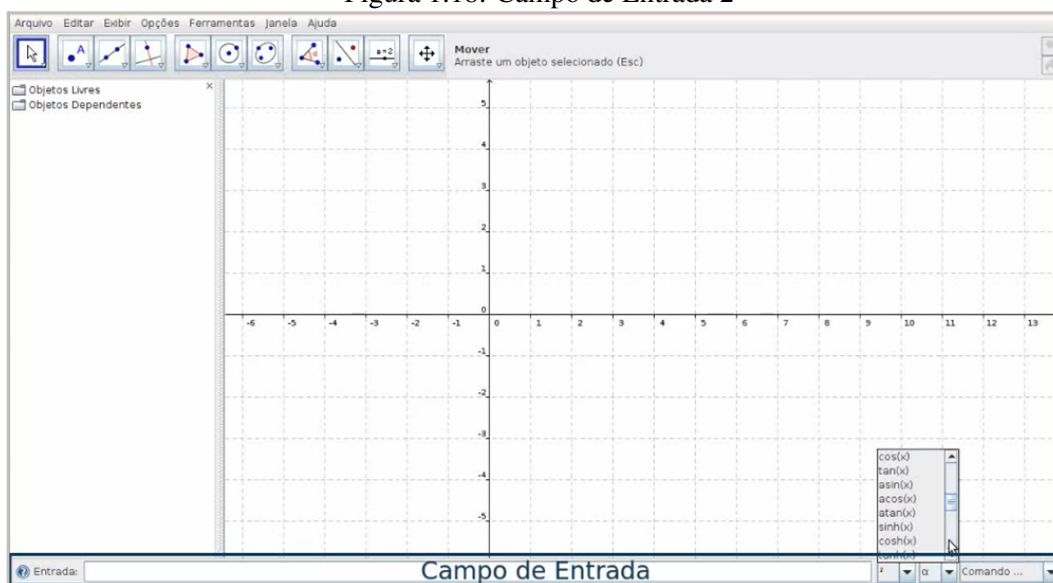 Figura 1.18: Campo de Entrada 2
Arquivo Editar Exibir Opções Ferramentas Janela Ajuda
A
a=2
Mover
Arraste um objeto selecionado (Esc)
Objetos Livres
Objetos Dependentes
5
4
3
2
1
0
-6 -5 -4 -3 -2 -1 0 1 2 3 4 5 6 7 8 9 10 11 12 13
-1
-2
-3
-4
-5
cos(x)
tan(x)
asin(x)
acos(x)
atan(x)
sinh(x)
cosh(x)
tanh(x)
Entrada:
Campo de Entrada
² α Comando ...